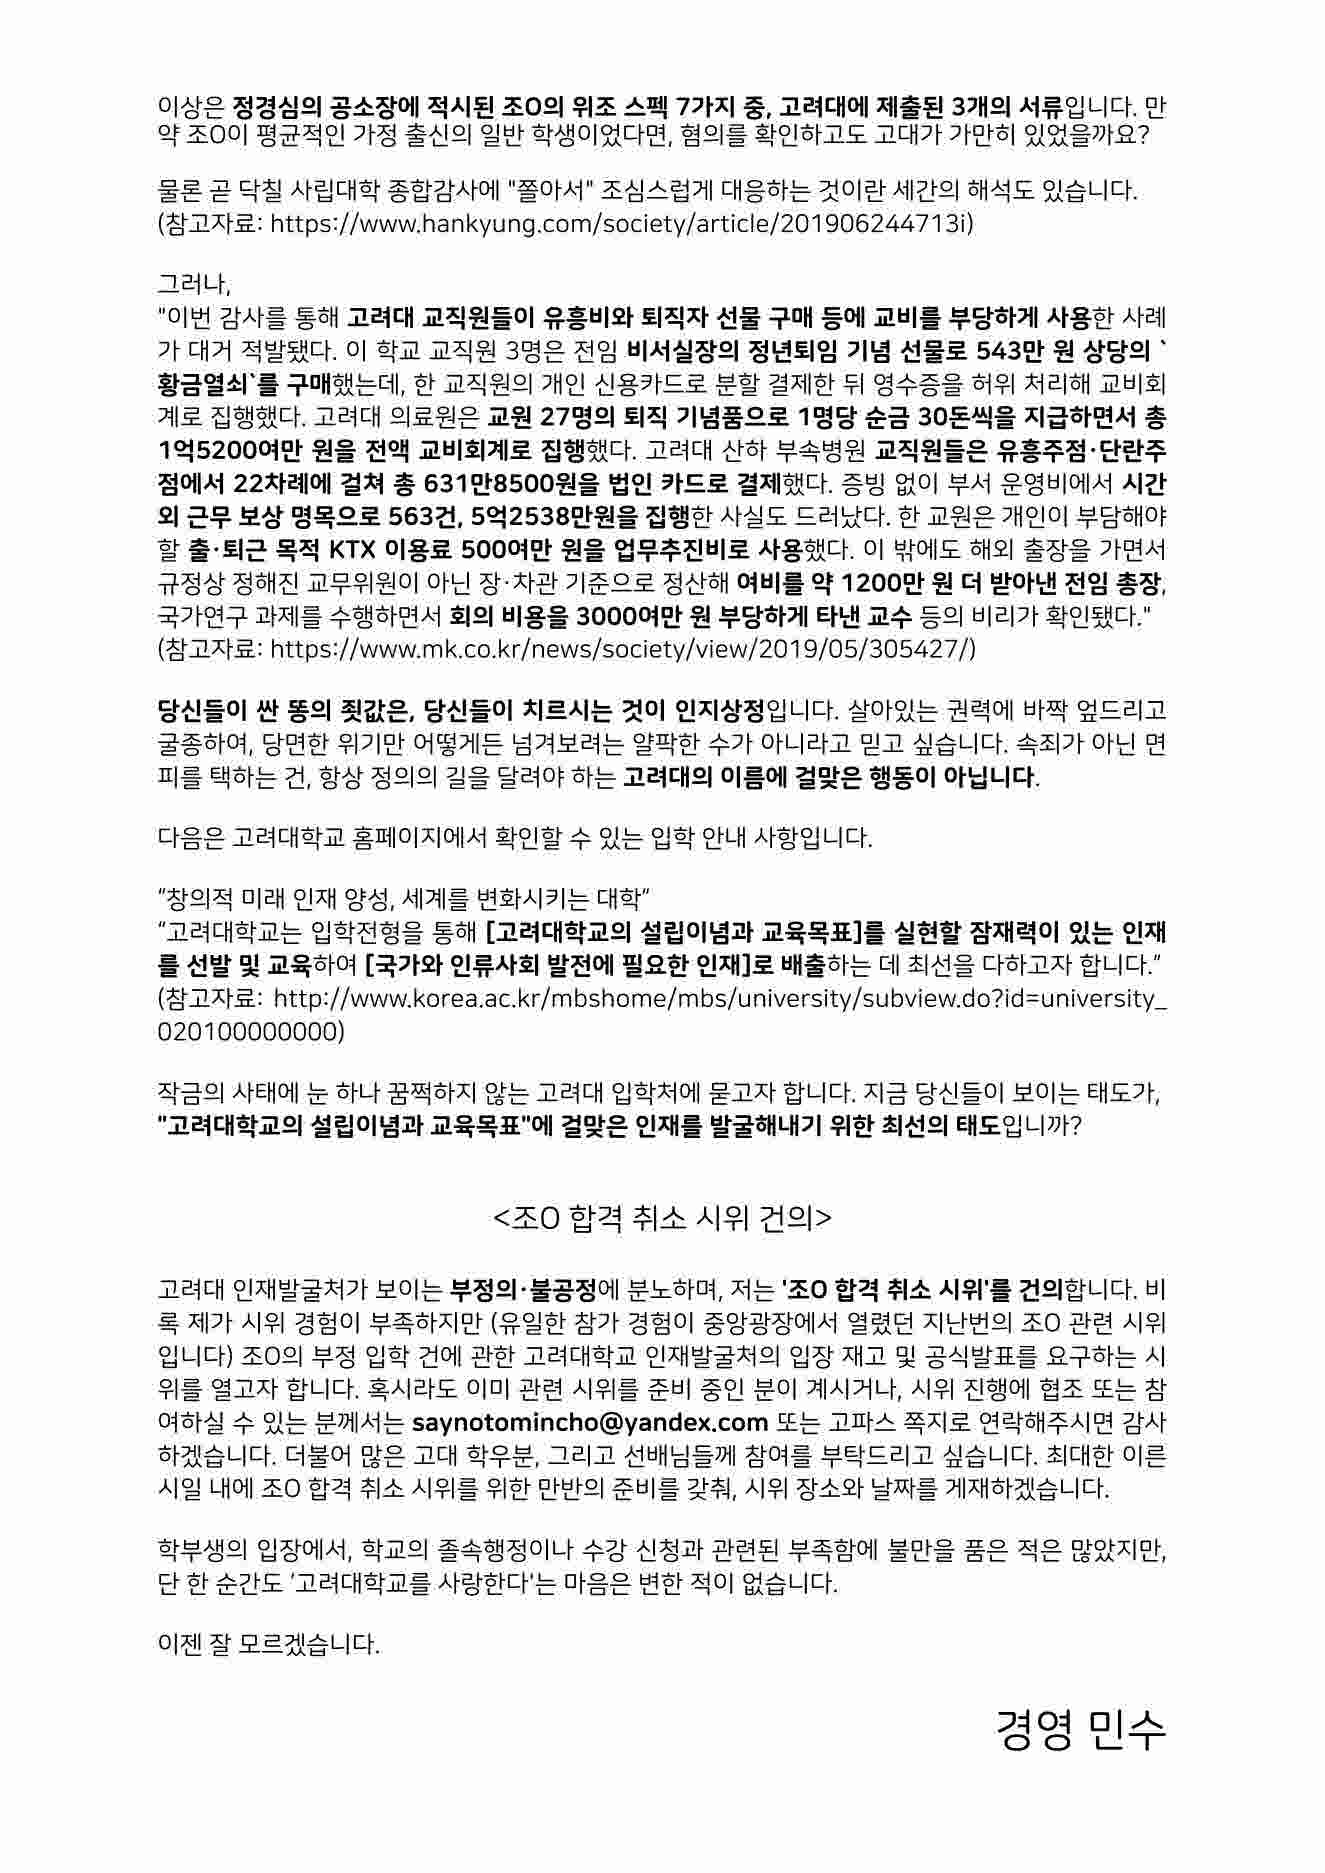 이상은 정경심의 공소장에 적시된 조O의 위조 스펙 7가지 중, 고려대에 제출된 3개의 서류입니다. 만
약 조O이 평균적인 가정 출신의 일반 학생이었다면, 혐의를 확인하고도 고대가 가만히 있었을까요?
물론 곧 닥칠 사립대학 종합감사에 "쫄아서" 조심스럽게 대응하는 것이란 세간의 해석도 있습니다.
(참고자료: https://www.hankyung.com/society/article/201906244713i)
그러나,
"이번 감사를 통해 고려대 교직원들이 유흥비와 퇴직자 선물 구매 등에 교비를 부당하게 사용한 사례
가 대거 적발됐다. 이 학교 교직원 3명은 전임 비서실장의 정년퇴임 기념 선물로 543만 원 상당의 `
황금열쇠`를 구매했는데, 한 교직원의 개인 신용카드로 분할 결제한 뒤 영수증을 허위 처리해 교비회
계로 집행했다. 고려대 의료원은 교원 27명의 퇴직 기념품으로 1명당 순금 30돈씩을 지급하면서 총
1억5200여만 원을 전액 교비회계로 집행했다. 고려대 산하 부속병원 교직원들은 유흥주점·단란주
점에서 22차례에 걸쳐 총 631만8500원을 법인 카드로 결제했다. 증빙 없이 부서 운영비에서 시간
외 근무 보상 명목으로 563건, 5억2538만원을 집행한 사실도 드러났다. 한 교원은 개인이 부담해야
할 출·퇴근 목적 KTX 이용료 500여만 원을 업무추진비로 사용했다. 이 밖에도 해외 출장을 가면서
규정상 정해진 교무위원이 아닌 장·차관 기준으로 정산해 여비를 약 1200만 원 더 받아낸 전임 총장,
국가연구 과제를 수행하면서 회의 비용을 3000여만 원 부당하게 타낸 교수 등의 비리가 확인됐다."
(참고자료: https://www.mk.co.kr/news/society/view/2019/05/305427/)
당신들이 싼 똥의 죗값은, 당신들이 치르시는 것이 인지상정입니다. 살아있는 권력에 바짝 엎드리고
굴종하여, 당면한 위기만 어떻게든 넘겨보려는 얄팍한 수가 아니라고 믿고 싶습니다. 속죄가 아닌 면
피를 택하는 건, 항상 정의의 길을 달려야 하는 고려대의 이름에 걸맞은 행동이 아닙니다.
다음은 고려대학교 홈페이지에서 확인할 수 있는 입학 안내 사항입니다.
“창의적 미래 인재 양성, 세계를 변화시키는 대학”
“고려대학교는 입학전형을 통해 [고려대학교의 설립이념과 교육목표]를 실현할 잠재력이 있는 인재
를 선발 및 교육하여 [국가와 인류사회 발전에 필요한 인재]로 배출하는 데 최선을 다하고자 합니다.”
(참고자료: http://www.korea.ac.kr/mbshome/mbs/university/subview.do?id=university_
020100000000)
작금의 사태에 눈 하나 꿈쩍하지 않는 고려대 입학처에 묻고자 합니다. 지금 당신들이 보이는 태도가,
"고려대학교의 설립이념과 교육목표"에 걸맞은 인재를 발굴해내기 위한 최선의 태도입니까?
<조O 합격 취소 시위 건의>
고려대 인재발굴처가 보이는 부정의·불공정에 분노하며, 저는 '조O 합격 취소 시위'를 건의합니다. 비
록 제가 시위 경험이 부족하지만 (유일한 참가 경험이 중앙광장에서 열렸던 지난번의 조O 관련 시위
입니다) 조O의 부정 입학 건에 관한 고려대학교 인재발굴처의 입장 재고 및 공식발표를 요구하는 시
위를 열고자 합니다. 혹시라도 이미 관련 시위를 준비 중인 분이 계시거나, 시위 진행에 협조 또는 참
여하실 수 있는 분께서는 saynotomincho@yandex.com 또는 고파스 쪽지로 연락해주시면 감사
하겠습니다. 더불어 많은 고대 학우분, 그리고 선배님들께 참여를 부탁드리고 싶습니다. 최대한 이른
시일 내에 조O 합격 취소 시위를 위한 만반의 준비를 갖춰, 시위 장소와 날짜를 게재하겠습니다.
학부생의 입장에서, 학교의 졸속행정이나 수강 신청과 관련된 부족함에 불만을 품은 적은 많았지만,
단 한 순간도 ‘고려대학교를 사랑한다'는 마음은 변한 적이 없습니다.
이젠 잘 모르겠습니다.
경영 민수